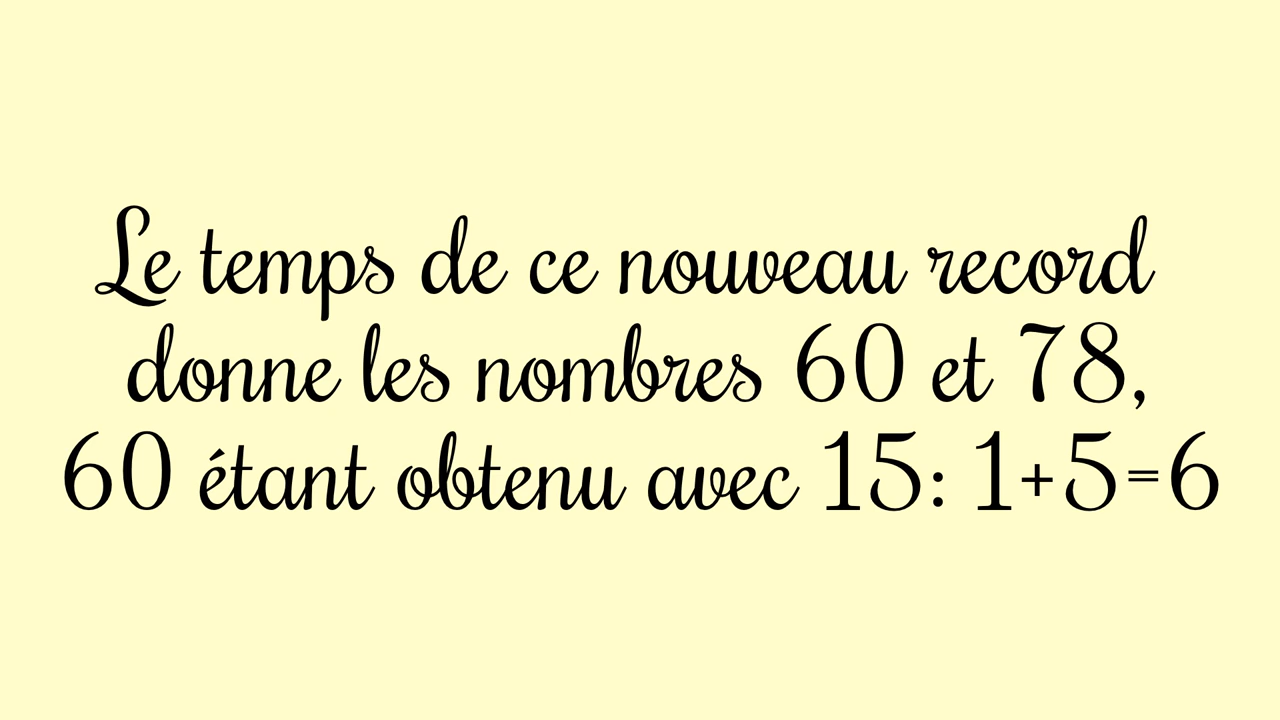 Le temps de ce nouveau record
donne les nombres 60 et 78,
60 étant obtenu avec 15: 1+5=6